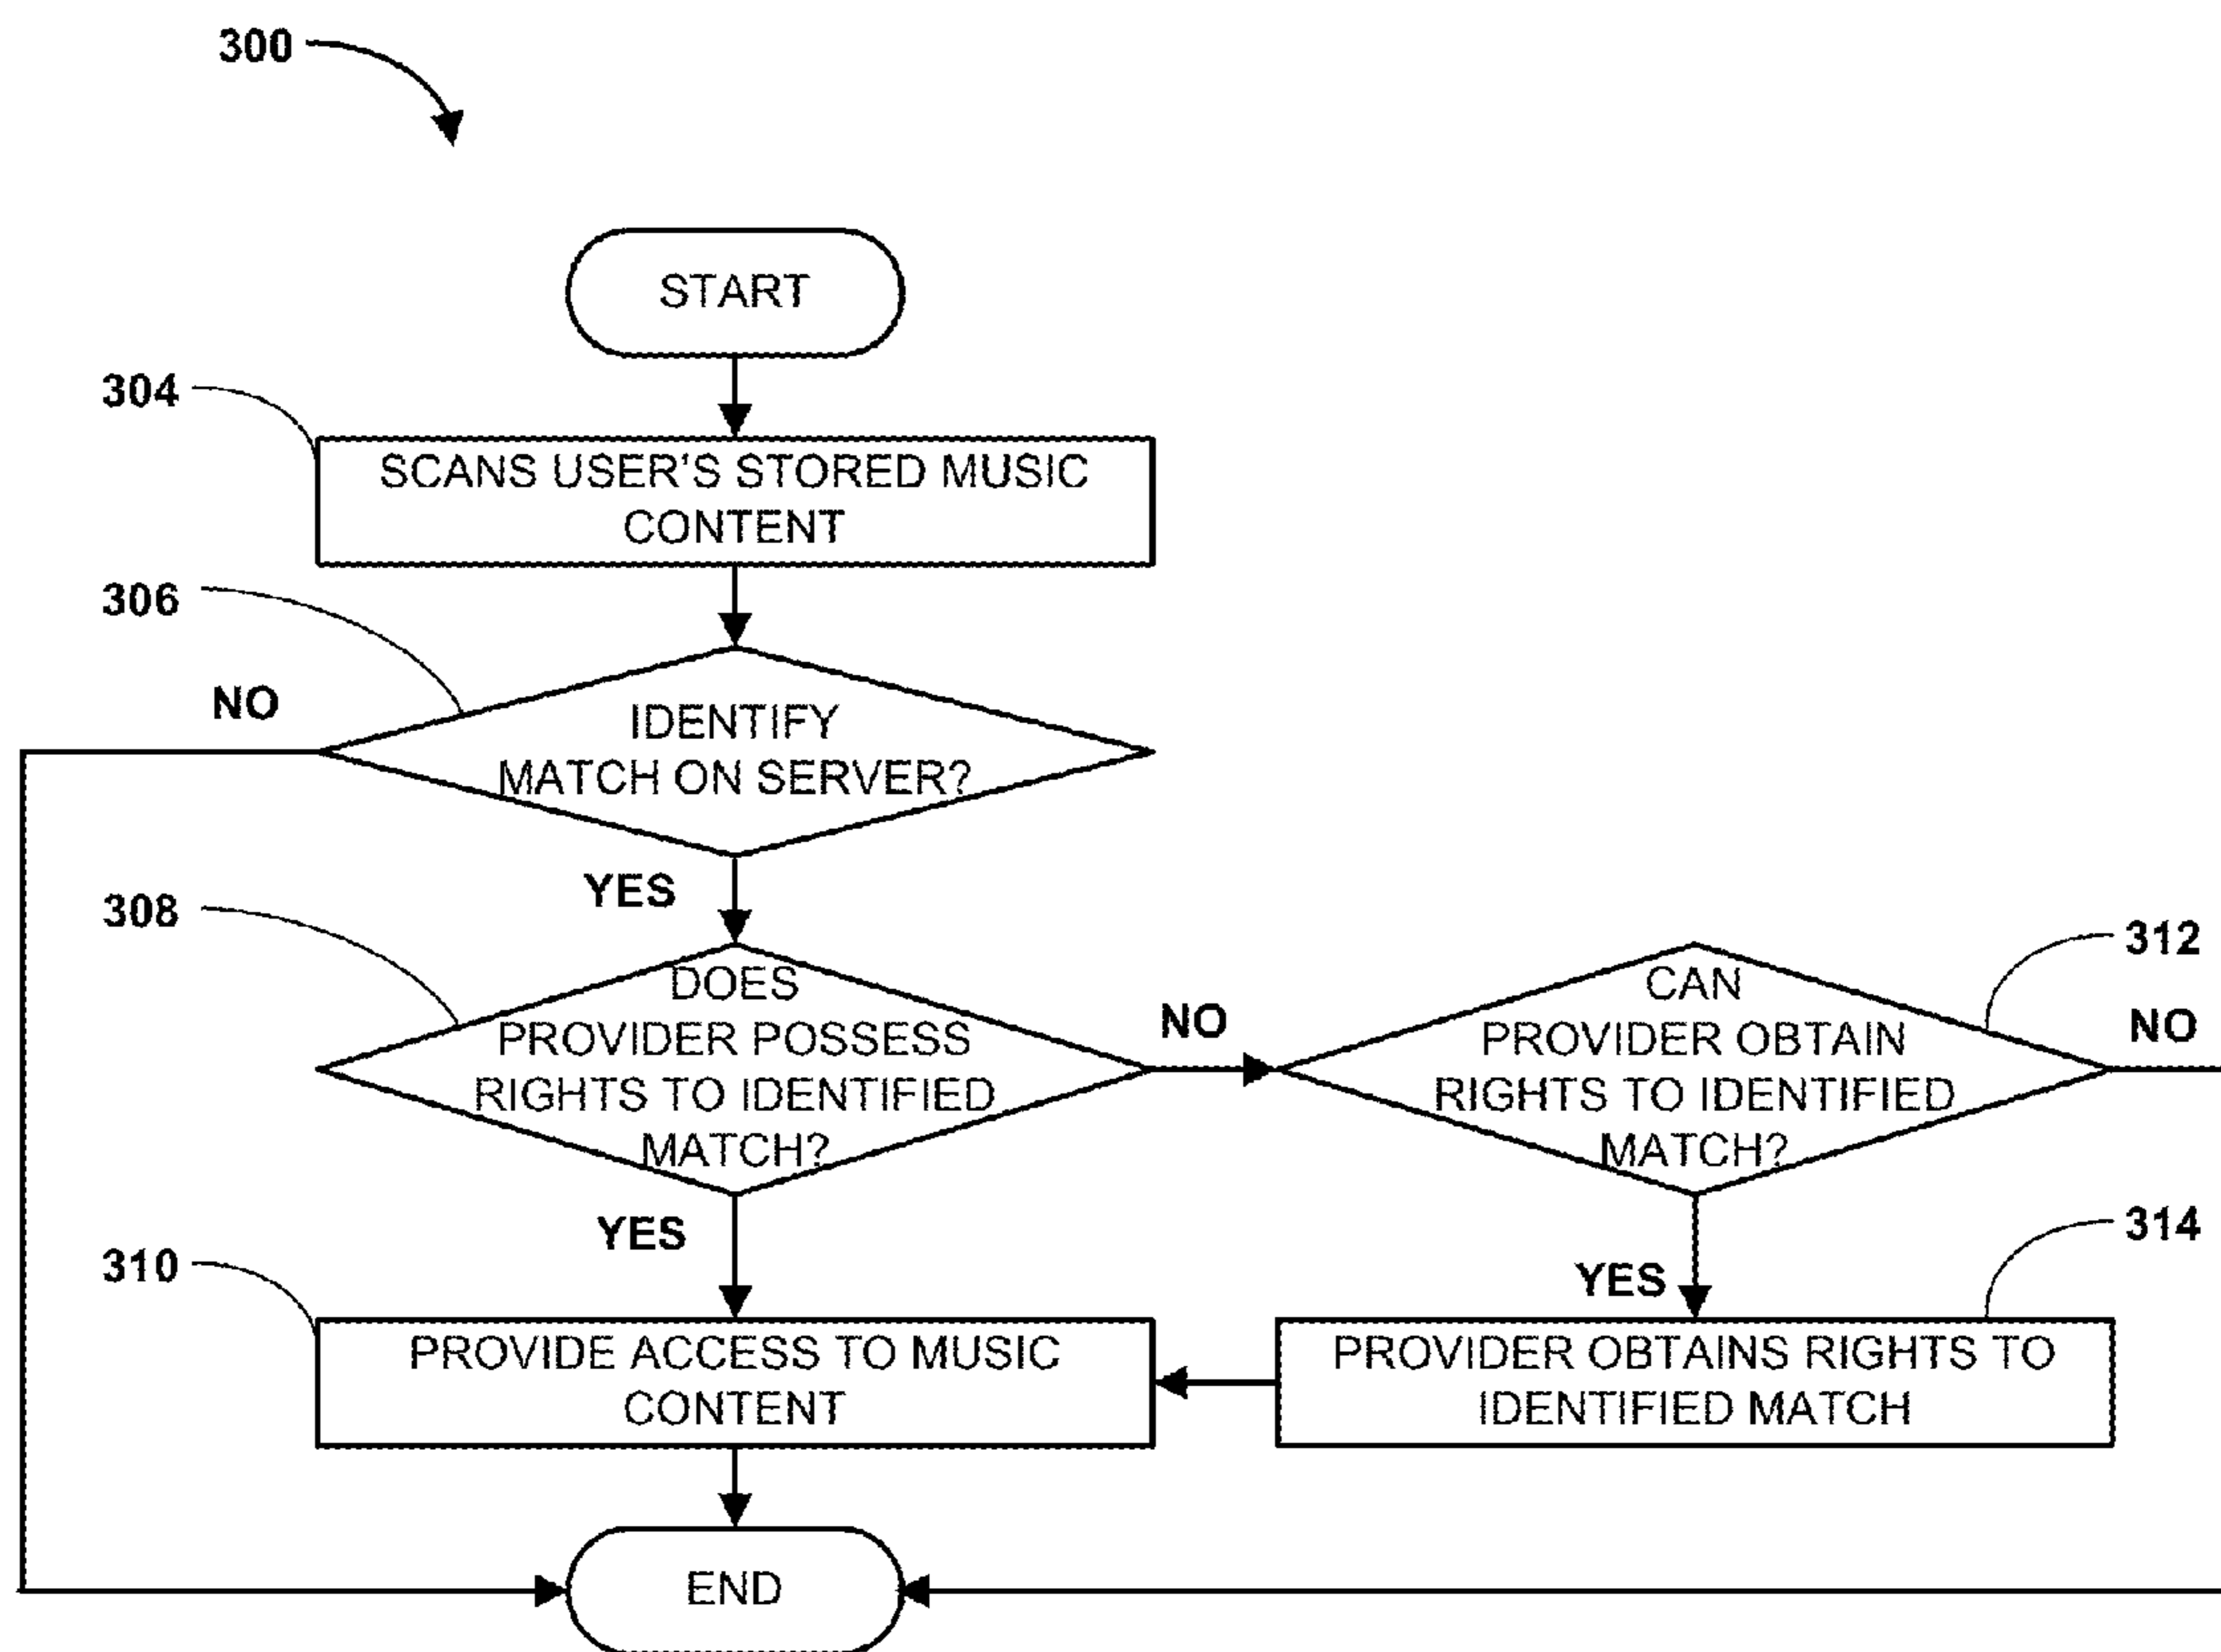 300
START
304
SCANS USER'S STORED MUSIC
CONTENT
306
NO
IDENTIFY
MATCH ON SERVER?
YES
308
DOES
PROVIDER POSSESS
RIGHTS TO IDENTIFIED
MATCH?
NO
312
CAN
PROVIDER OBTAIN
RIGHTS TO IDENTIFIED
MATCH?
NO
YES
310
PROVIDE ACCESS TO MUSIC
CONTENT
YES
314
PROVIDER OBTAINS RIGHTS TO
IDENTIFIED MATCH
END